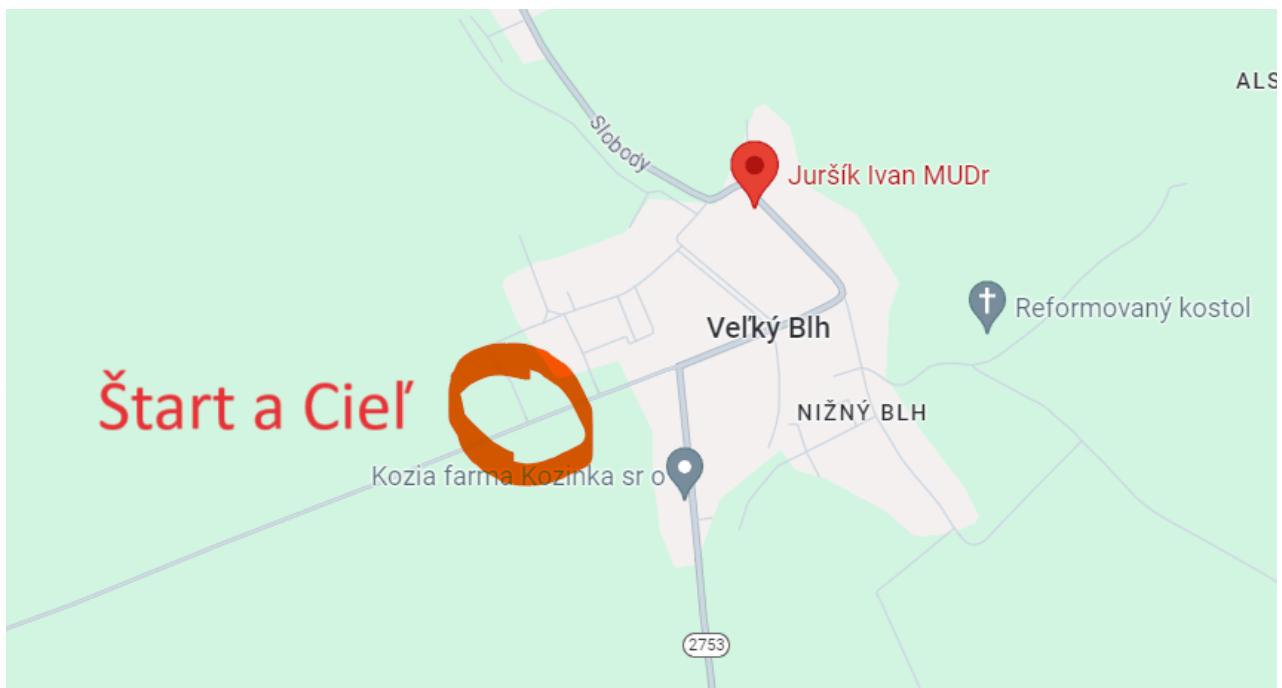 ALS
Slobody
Juršík Ivan MUDr
Reformovaný kostol
Veľký Blh
Štart a Cieľ
NIŽNÝ BLH
Kozia farma Kozinka sr o
2753